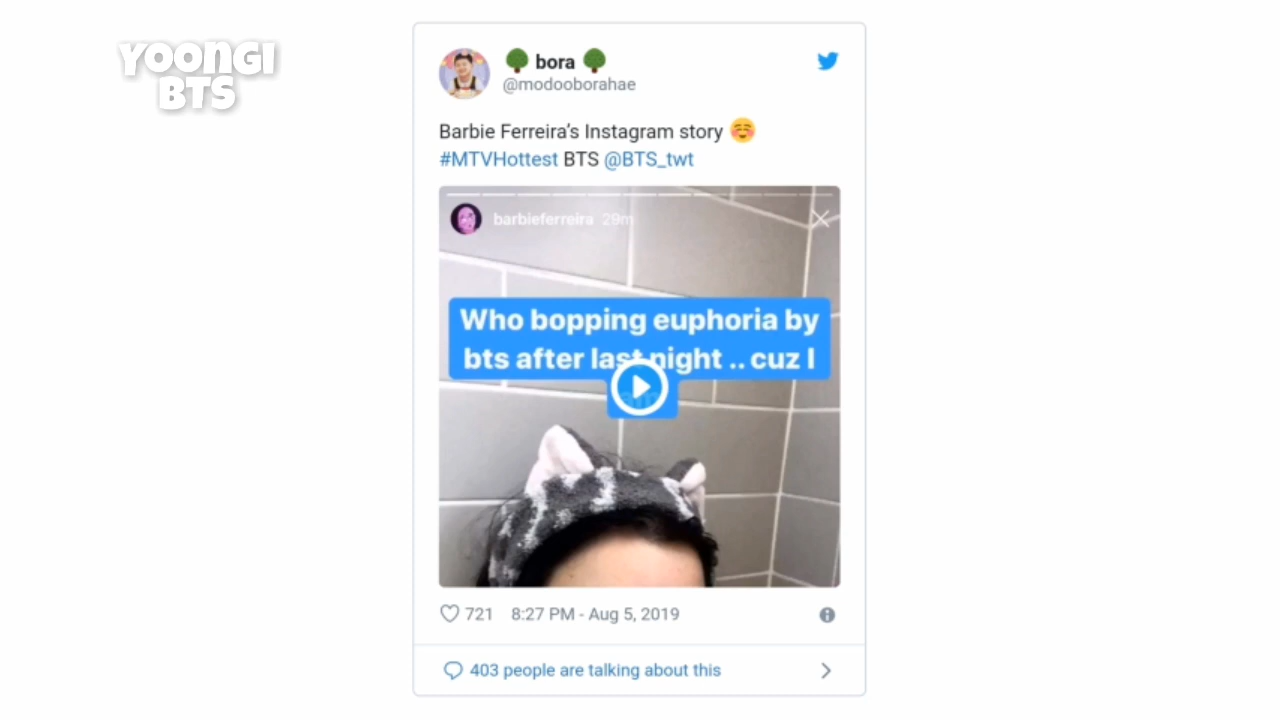 YOONGI
BTS
🌳 bora 🌳
@modooborahae
Barbie Ferreira's Instagram story ☺️
#MTVHottest BTS @BTS_twt
barbieferreira 29m
Who bopping euphoria by
bts after last night .. cuz I
721 8:27 PM - Aug 5, 2019
403 people are talking about this